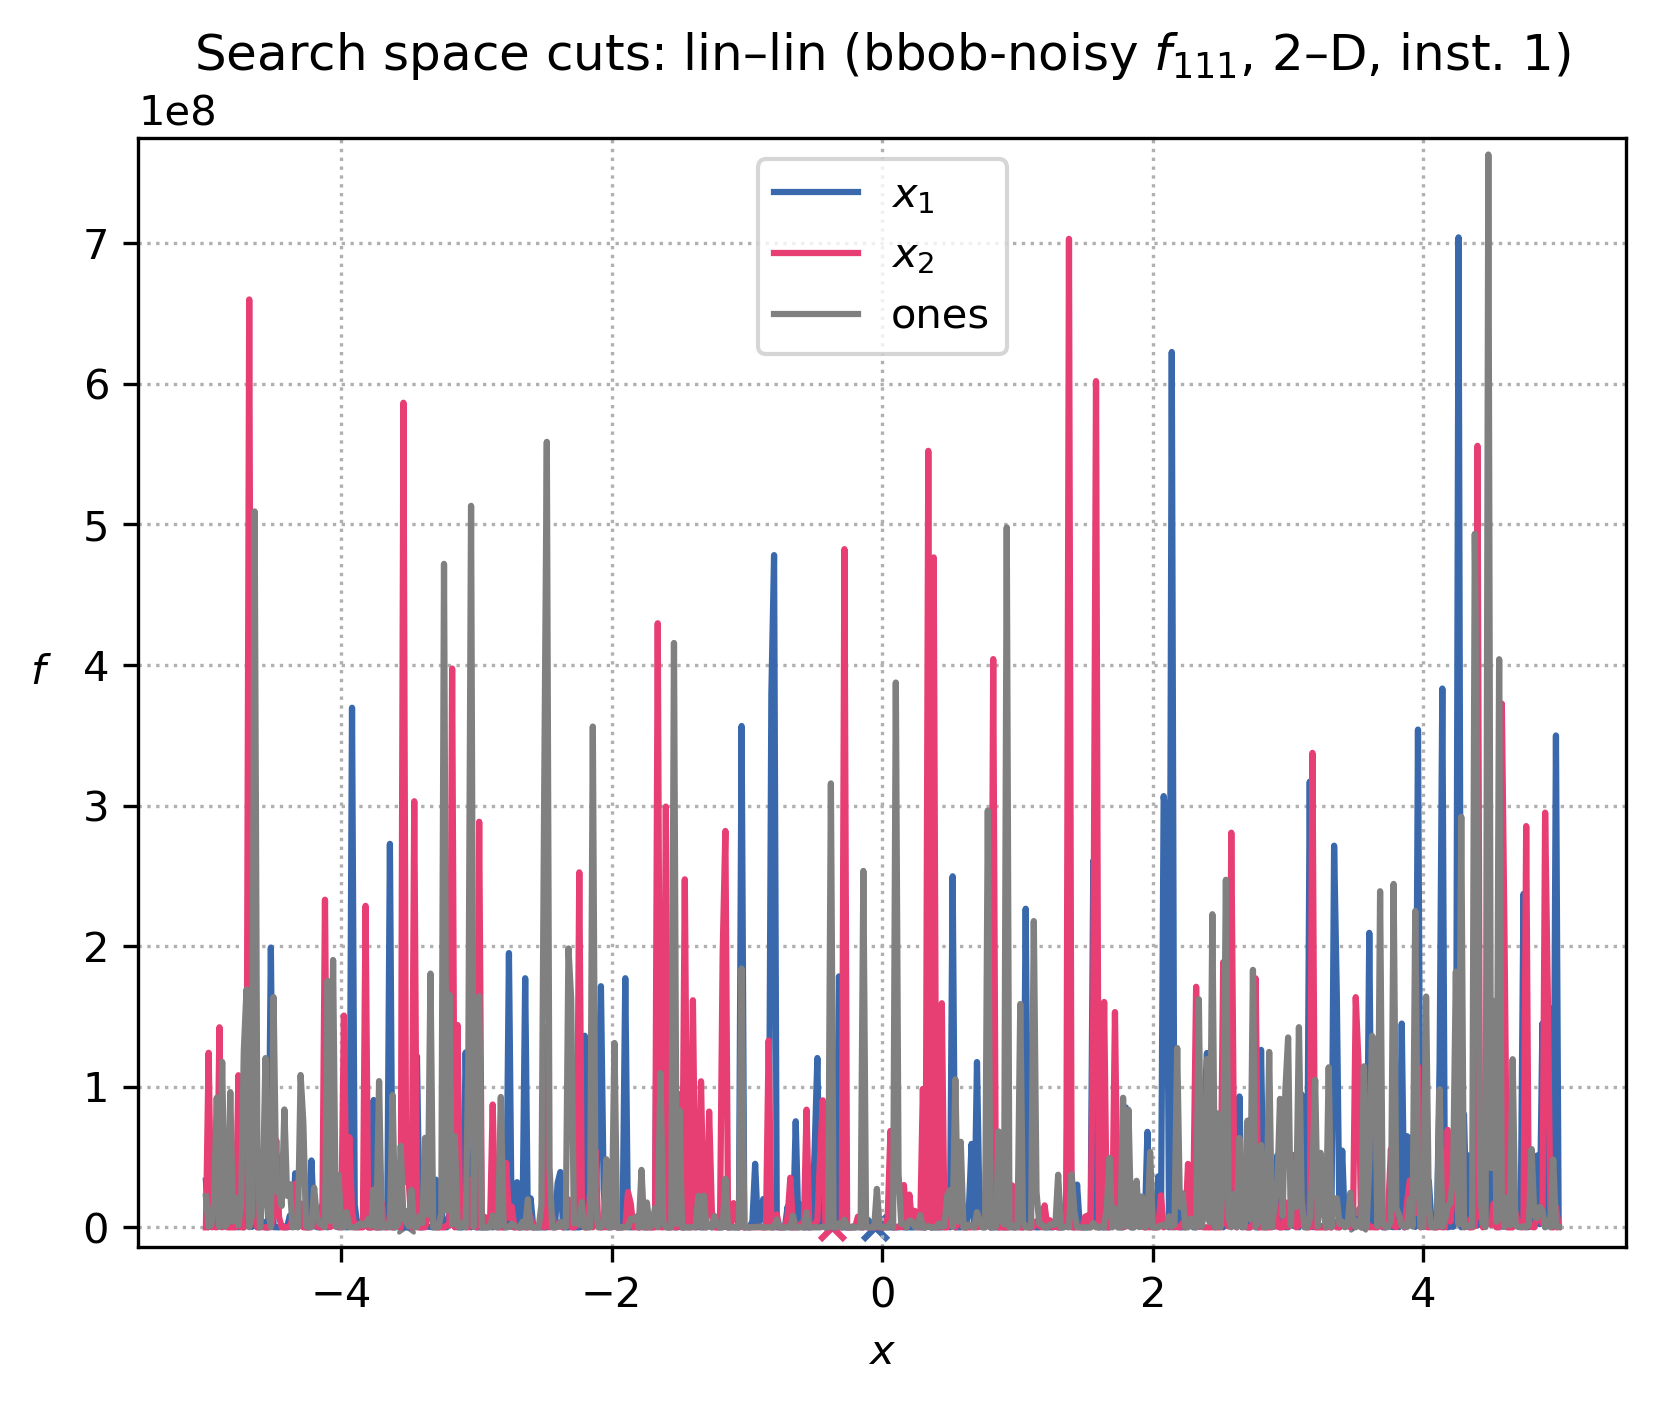 Search space cuts: lin–lin (bbob-noisy f₁₁₁, 2–D, inst. 1)
1e8
x₁
x₂
ones
7
6
5
4
3
2
1
0
f
−4 −2 0 2 4
x